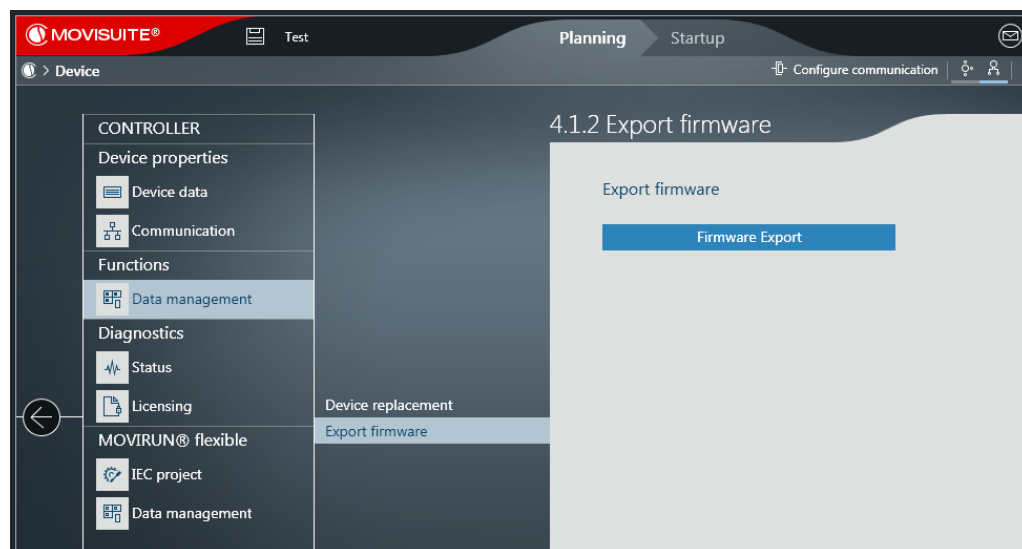 MOVISUITE® Test Planning Startup
> Device Configure communication
4.1.2 Export firmware
CONTROLLER
Device properties
Device data
Communication
Functions
Data management
Diagnostics
Status
Licensing
MOVIRUN® flexible
IEC project
Data management
Device replacement
Export firmware
Export firmware
Firmware Export